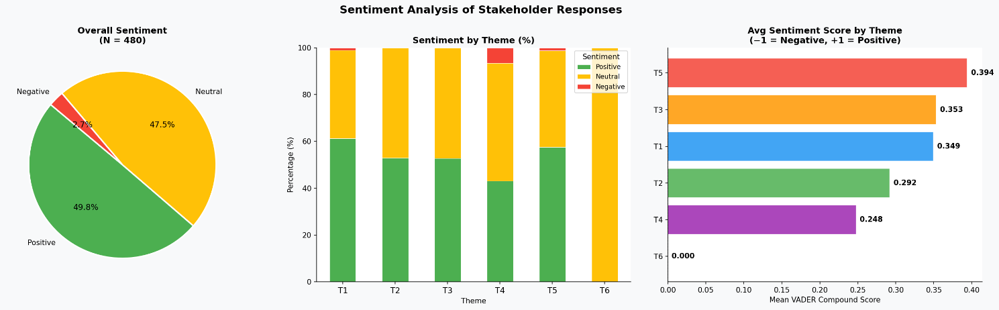 Sentiment Analysis of Stakeholder Responses
Overall Sentiment
(N = 480)
Negative
Neutral
2.7%
47.5%
49.8%
Positive
Sentiment by Theme (%)
Percentage (%)
100
80
60
40
20
0
Sentiment
Positive
Neutral
Negative
T1 T2 T3 T4 T5 T6
Theme
Avg Sentiment Score by Theme
(−1 = Negative, +1 = Positive)
T5 0.394
T3 0.353
T1 0.349
T2 0.292
T4 0.248
T6 0.000
0.00 0.05 0.10 0.15 0.20 0.25 0.30 0.35 0.40
Mean VADER Compound Score